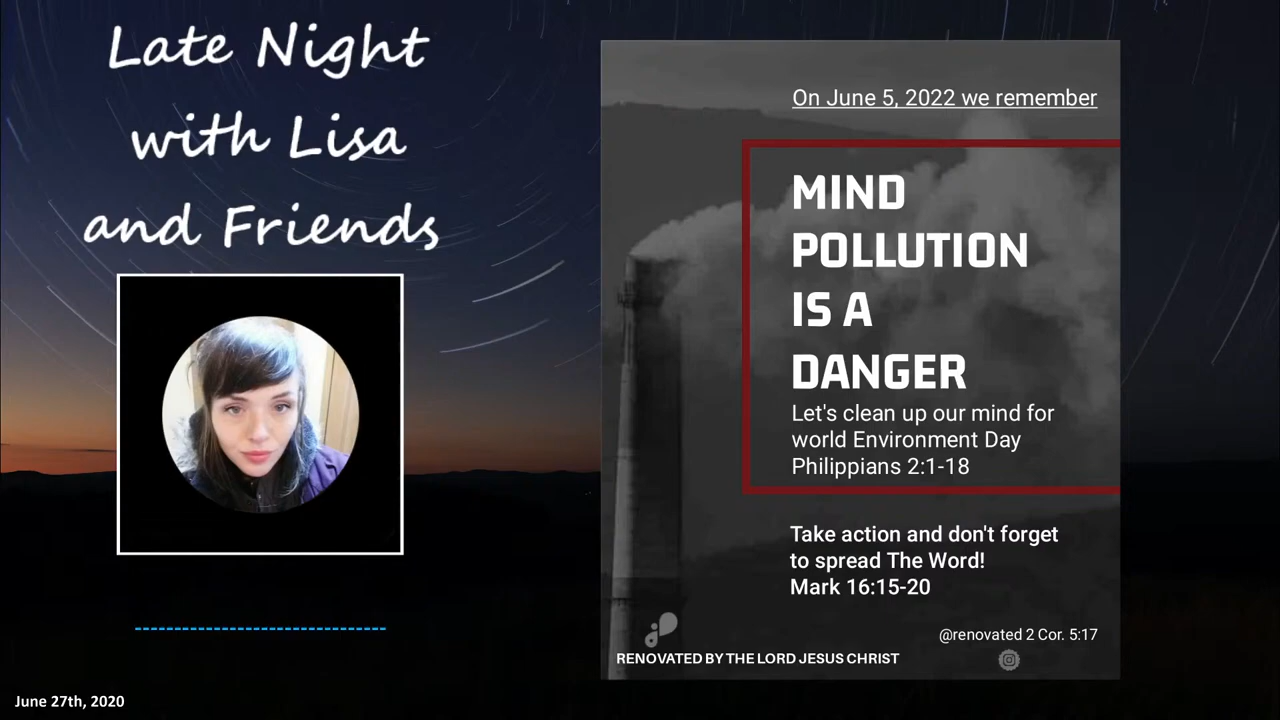 Late Night
with Lisa
and Friends
June 27th, 2020
On June 5, 2022 we remember
MIND
POLLUTION
IS A
DANGER
Let's clean up our mind for
world Environment Day
Philippians 2:1-18
Take action and don't forget
to spread The Word!
Mark 16:15-20
@renovated 2 Cor. 5:17
RENOVATED BY THE LORD JESUS CHRIST